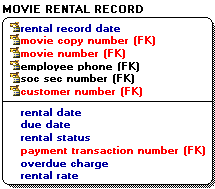 MOVIE RENTAL RECORD
rental record date
movie copy number (FK)
movie number (FK)
employee phone (FK)
soc sec number (FK)
customer number (FK)
rental date
due date
rental status
payment transaction number (FK)
overdue charge
rental rate